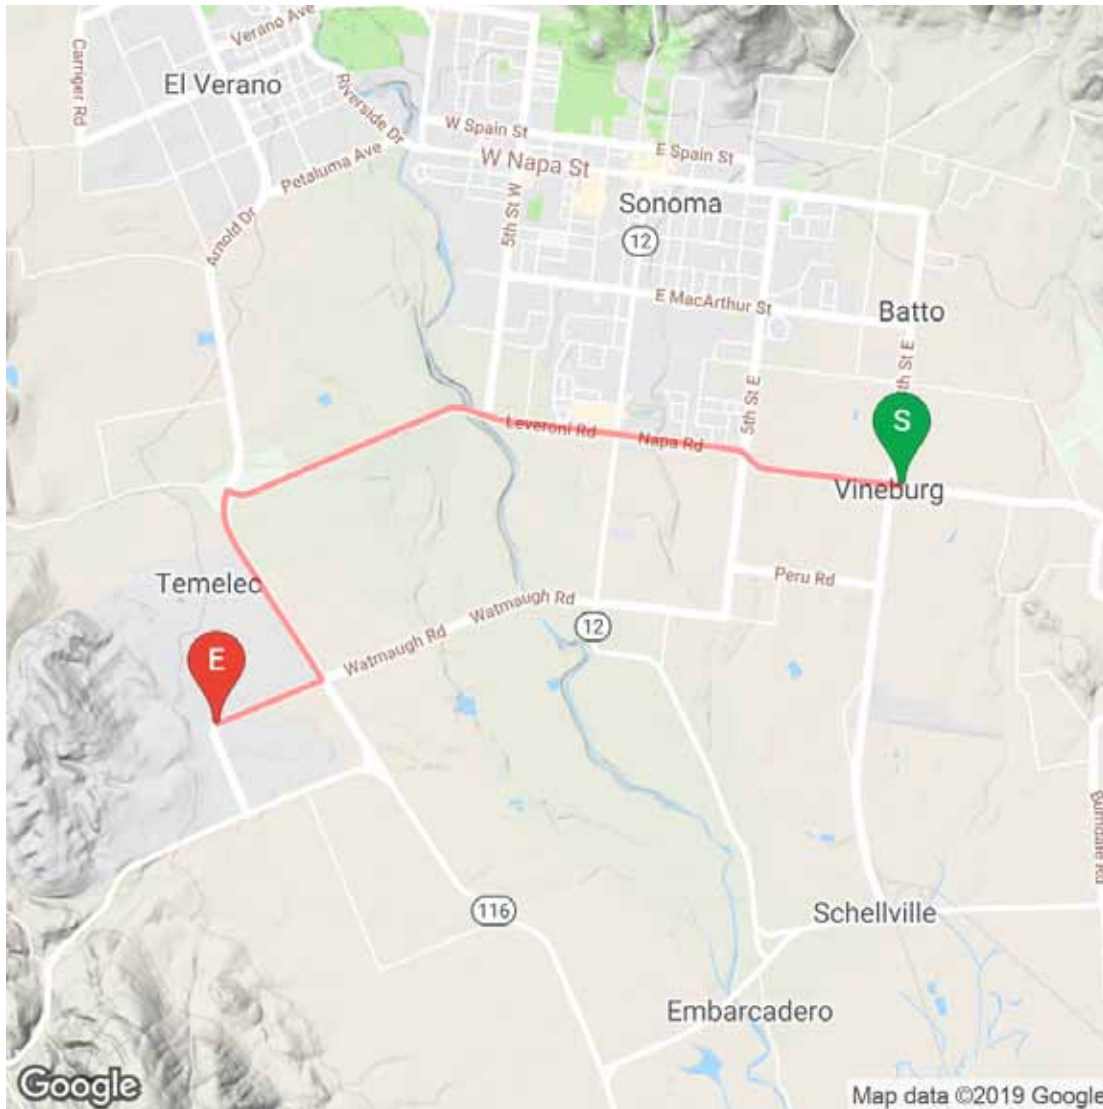 Verano Ave
Carriger Rd
El Verano
Riverside Dr
W Spain St
E Spain St
W Napa St
Petaluma Ave
Sonoma
5th St W
12
Arnold Dr
E MacArthur St
Batto
th St E
5th St E
S
Leveroni Rd
Napa Rd
Vineburg
Temelec
Peru Rd
Watmaugh Rd
Watmaugh Rd
12
E
Burndale Rd
116
Schellville
Embarcadero
Google
Map data ©2019 Google